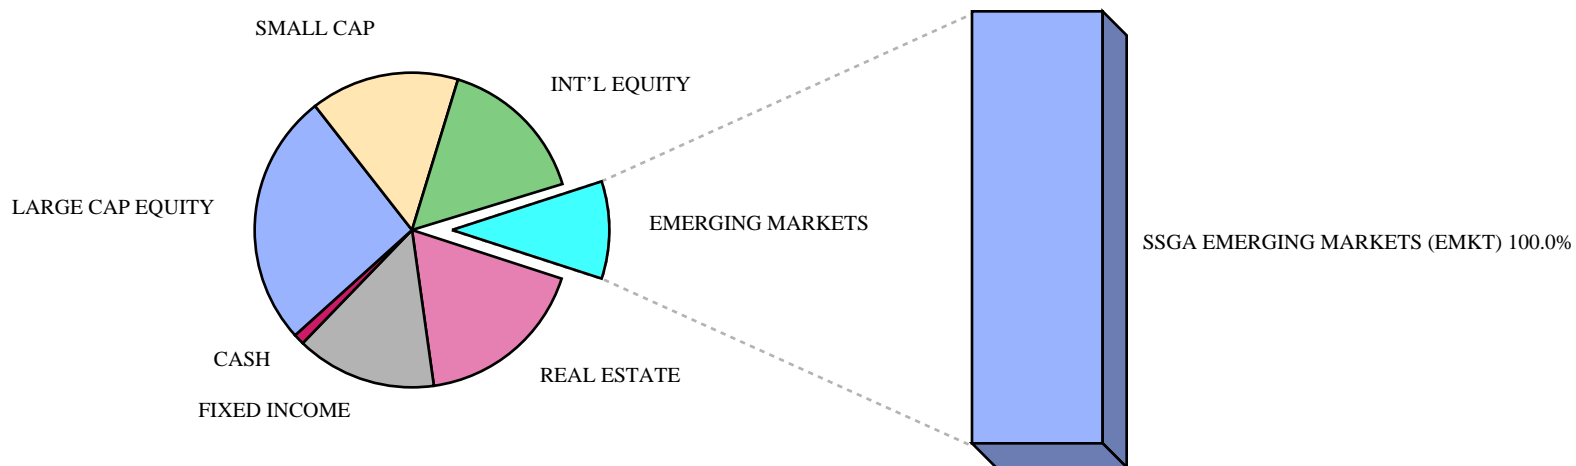 SMALL CAP
INT'L EQUITY
LARGE CAP EQUITY
EMERGING MARKETS
SSGA EMERGING MARKETS (EMKT) 100.0%
CASH
REAL ESTATE
FIXED INCOME